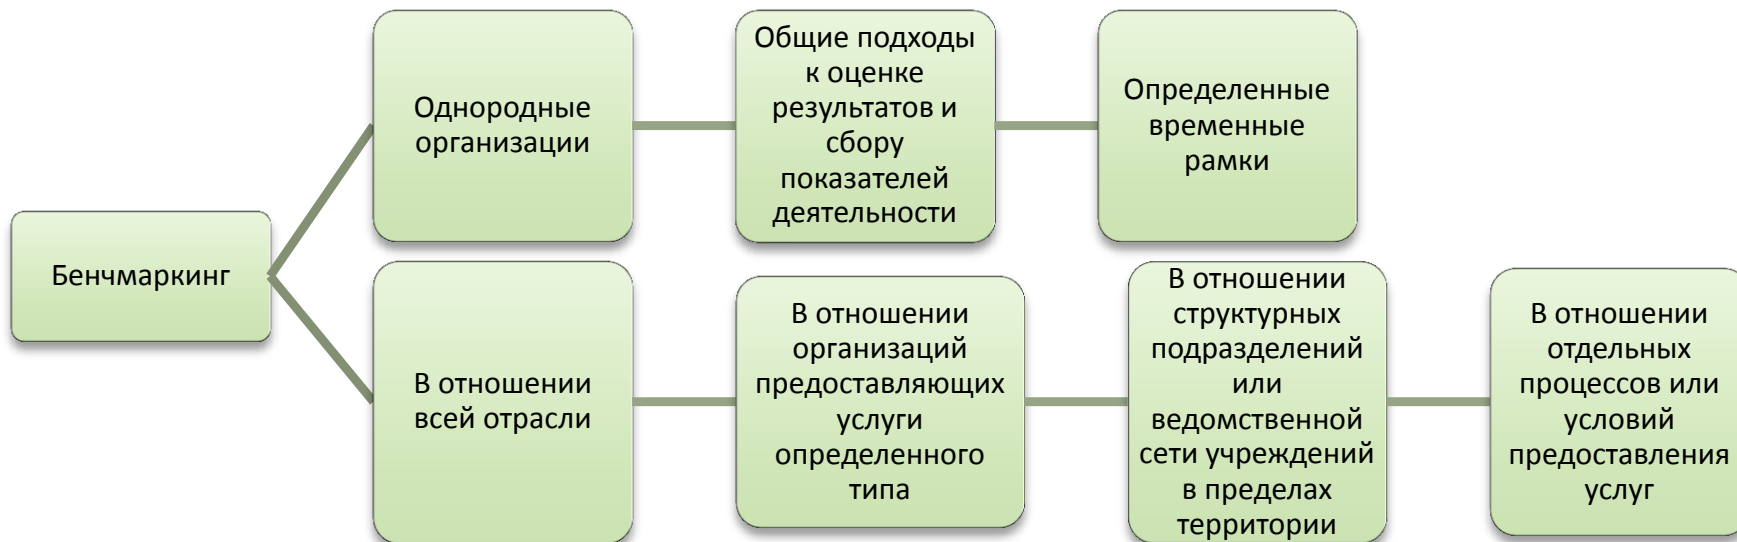 Бенчмаркинг
Однородные
организации
Общие подходы
к оценке
результатов и
сбору
показателей
деятельности
Определенные
временные
рамки
В отношении
всей отрасли
В отношении
организаций
предоставляющих
услуги
определенного
типа
В отношении
структурных
подразделений
или
ведомственной
сети учреждений
в пределах
территории
В отношении
отдельных
процессов или
условий
предоставления
услуг